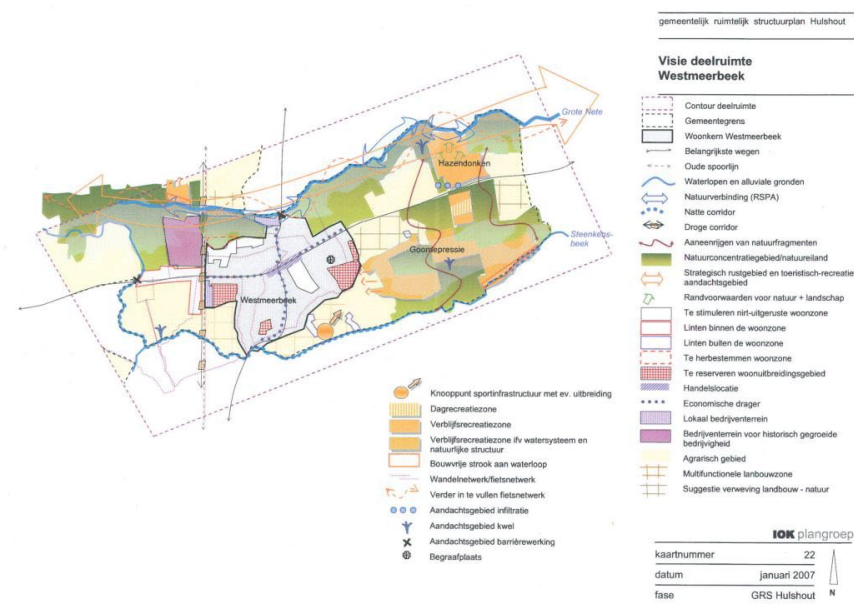 gemeentelijk ruimtelijk structuurplan Hulshout
Visie deelruimte
Westmeerbeek
Contour deelruimte
Gemeentegrens
Woonkern Westmeerbeek
Belangrijkste wegen
Oude spoorlijn
Waterlopen en alluviale gronden
Natuurverbinding (RSPA)
Natte corridor
Droge corridor
Aaneenrijgen van natuurfragmenten
Natuurconcentratiegebied/natuureiland
Strategisch rustgebied en toeristisch-recreatie
aandachtsgebied
Randvoorwaarden voor natuur + landschap
Te stimuleren nirt-uitgeruste woonzone
Linten binnen de woonzone
Linten buiten de woonzone
Te herbestemmen woonzone
Te reserveren woonuitbreidingsgebied
Handelslocatie
Economische drager
Lokaal bedrijventerrein
Bedrijventerrein voor historisch gegroeide
bedrijvigheid
Agrarisch gebied
Multifunctionele lanbouwzone
Suggestie verweving landbouw - natuur
Grote Nete
Hazendonken
Steenkens-
beek
Goordepressie
Westmeerbeek
Knooppunt sportinfrastructuur met ev. uitbreiding
Dagrecreatiezone
Verblijfsrecreatiezone
Verblijfsrecreatiezone ifv watersysteem en
natuurlijke structuur
Bouwvrije strook aan waterloop
Wandelnetwerk/fietsnetwerk
Verder in te vullen fietsnetwerk
Aandachtsgebied infiltratie
Aandachtsgebied kwel
Aandachtsgebied barrièrewerking
Begraafplaats
IOK plangroep
kaartnummer 22
datum januari 2007
fase GRS Hulshout
N